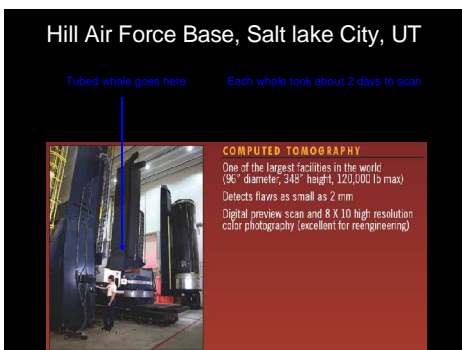 Hill Air Force Base, Salt lake City, UT
Tubed whale goes here
Each whale took about 2 days to scan
COMPUTED TOMOGRAPHY
One of the largest facilities in the world
(96" diameter, 348" height, 120,000 lb max)
Detects flaws as small as 2 mm
Digital preview scan and 8 X 10 high resolution
color photography (excellent for reengineering)